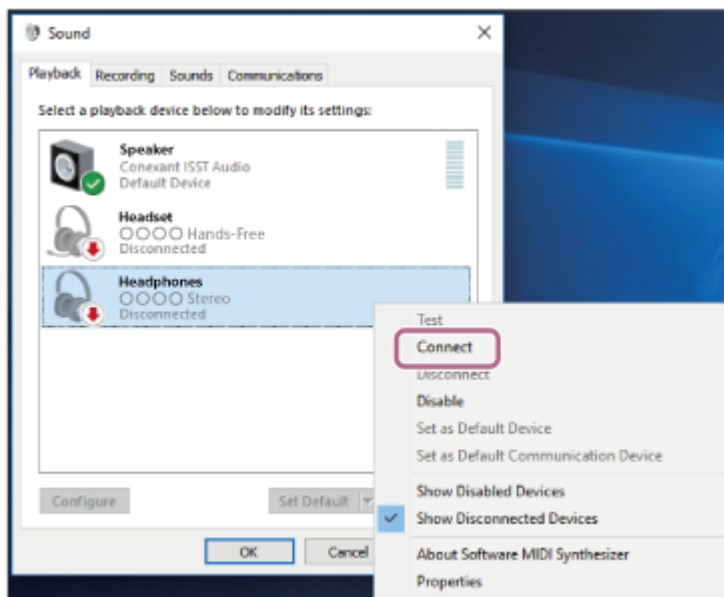 Sound
Playback Recording Sounds Communications
Select a playback device below to modify its settings:
Speaker
Conexant ISST Audio
Default Device
Headset
○○○○ Hands-Free
Disconnected
Headphones
○○○○ Stereo
Disconnected
Test
Connect
Disconnect
Disable
Set as Default Device
Set as Default Communication Device
Show Disabled Devices
Show Disconnected Devices
About Software MIDI Synthesizer
Properties
Configure Set Default
OK Cancel